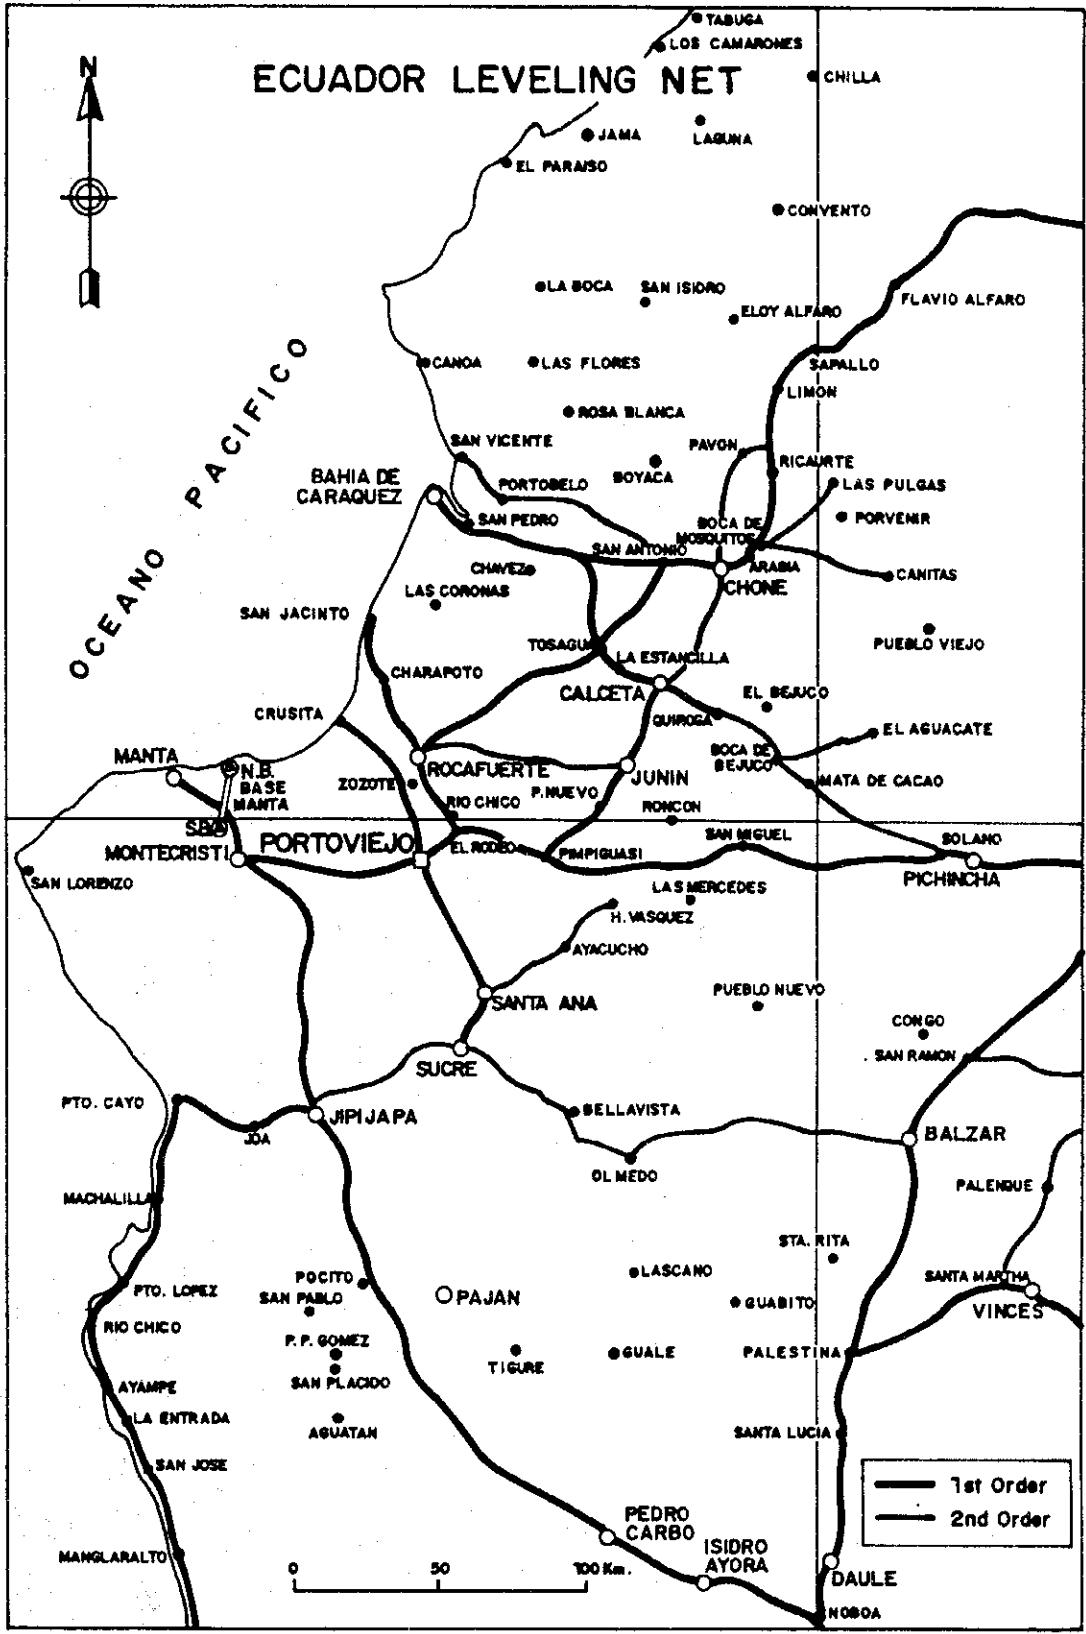 TABUGA
LOS CAMARONES
N
ECUADOR LEVELING NET
CHILLA
JAMA
LAGUNA
EL PARAISO
CONVENTO
LA BOCA
SAN ISIDRO
FLAVIO ALFARO
ELOY ALFARO
OCEANO PACIFICO
CANOA
LAS FLORES
SAPALLO
LIMON
ROSA BLANCA
SAN VICENTE
PAVON
RICAURTE
BAHIA DE
CARAQUEZ
PORTOBELO
BOYACA
LAS PULGAS
SAN PEDRO
BOCA DE
MOSQUITOS
PORVENIR
SAN ANTONIO
CHAVEZ
ARABIA
CANITAS
CHONE
LAS CORONAS
SAN JACINTO
TOSAGUA
PUEBLO VIEJO
LA ESTANCILLA
CHARAPOTO
CALCETA
EL BEJUCO
CRUSITA
QUIROGA
EL AGUACATE
MANTA
N.B.
BASE
MANTA
ROCAFUERTE
JUNIN
BOCA DE
BEJUCO
MATA DE CACAO
ZOZOTE
P. NUEVO
RIO CHICO
RONCON
SB
PORTOVIEJO
SAN MIGUEL
SOLANO
MONTECRISTI
EL RODEO
PIMPIGUASI
SAN LORENZO
PICHINCHA
LAS MERCEDES
H. VASQUEZ
AYACUCHO
SANTA ANA
PUEBLO NUEVO
CONGO
SAN RAMON
SUCRE
PTO. CAYO
JIPIJAPA
BELLAVISTA
JOA
BALZAR
OLMEDO
MACHALILLA
PALENQUE
STA. RITA
PTO. LOPEZ
POCITO
LASCANO
SANTA MARTHA
SAN PABLO
PAJAN
GUABITO
VINCES
RIO CHICO
P. P. GOMEZ
TIGRE
GUALE
PALESTINA
AYAMPE
SAN PLACIDO
LA ENTRADA
AGUATAN
SANTA LUCIA
SAN JOSE
1st Order
2nd Order
PEDRO
CARBO
ISIDRO
AYORA
MANGLARALTO
0 50 100 Km.
DAULE
NOBOA